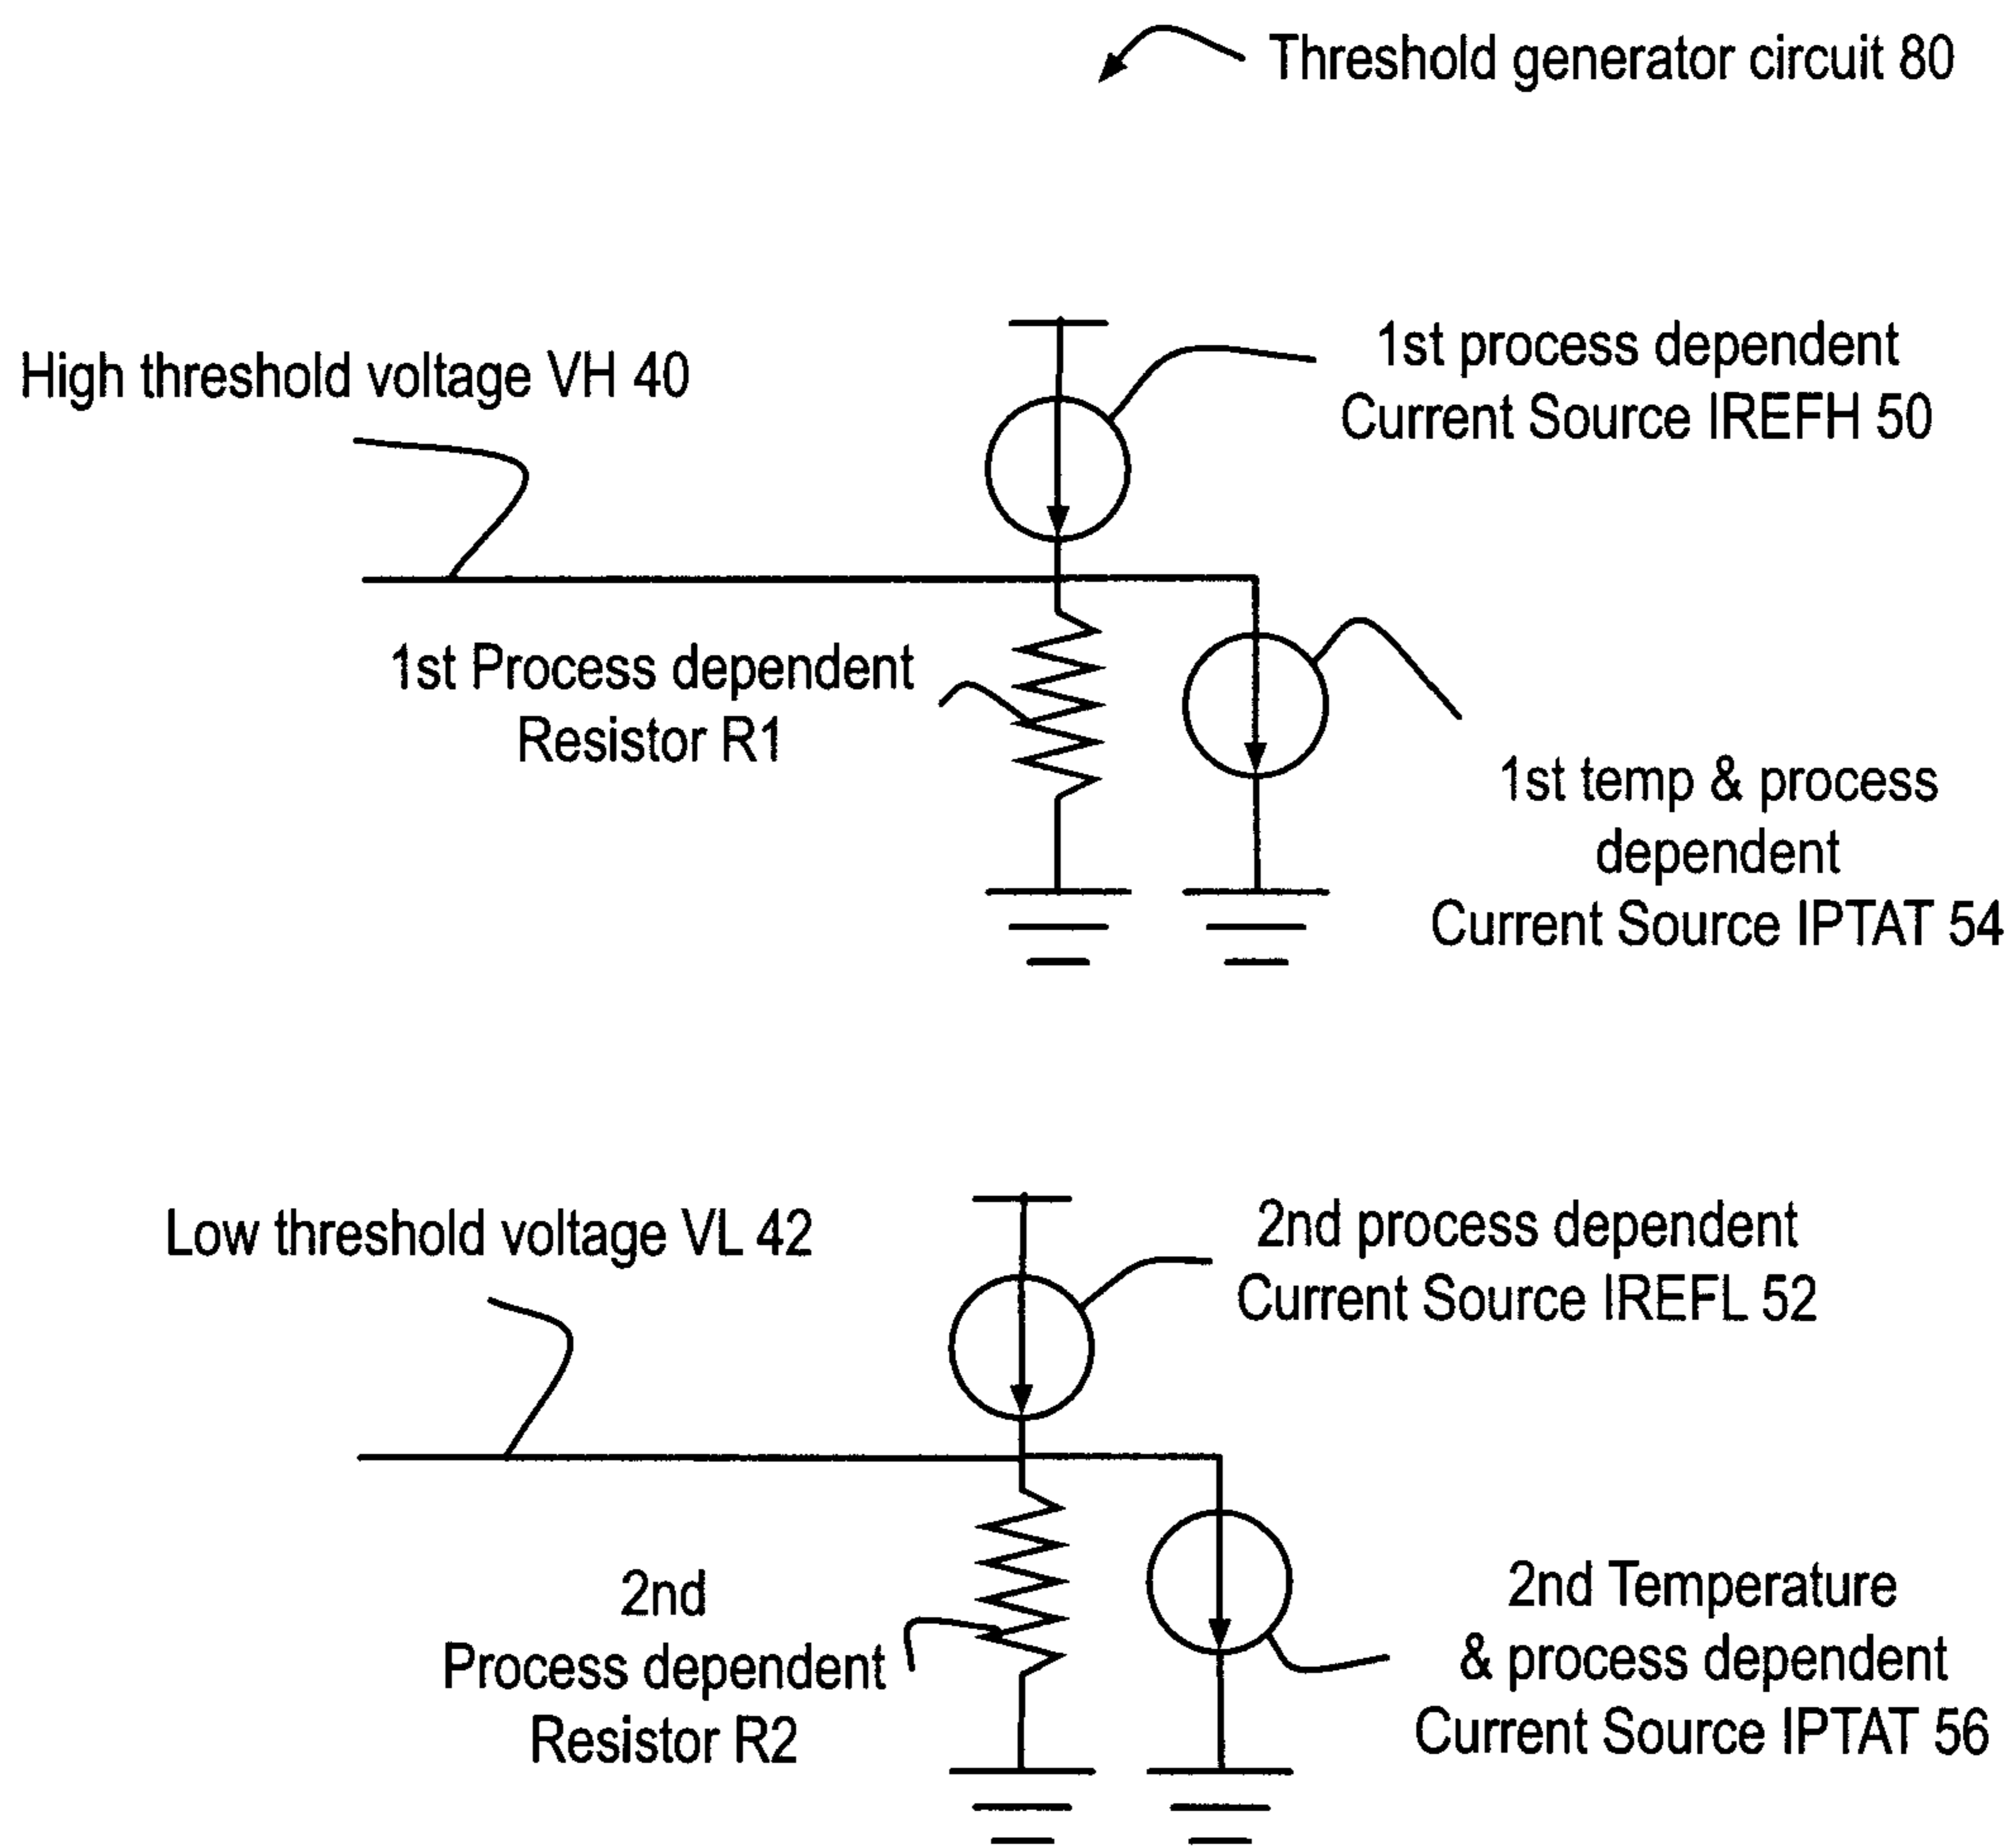 Threshold generator circuit 80
High threshold voltage VH 40
1st process dependent
Current Source IREFH 50
1st Process dependent
Resistor R1
1st temp & process
dependent
Current Source IPTAT 54
Low threshold voltage VL 42
2nd process dependent
Current Source IREFL 52
2nd
Process dependent
Resistor R2
2nd Temperature
& process dependent
Current Source IPTAT 56